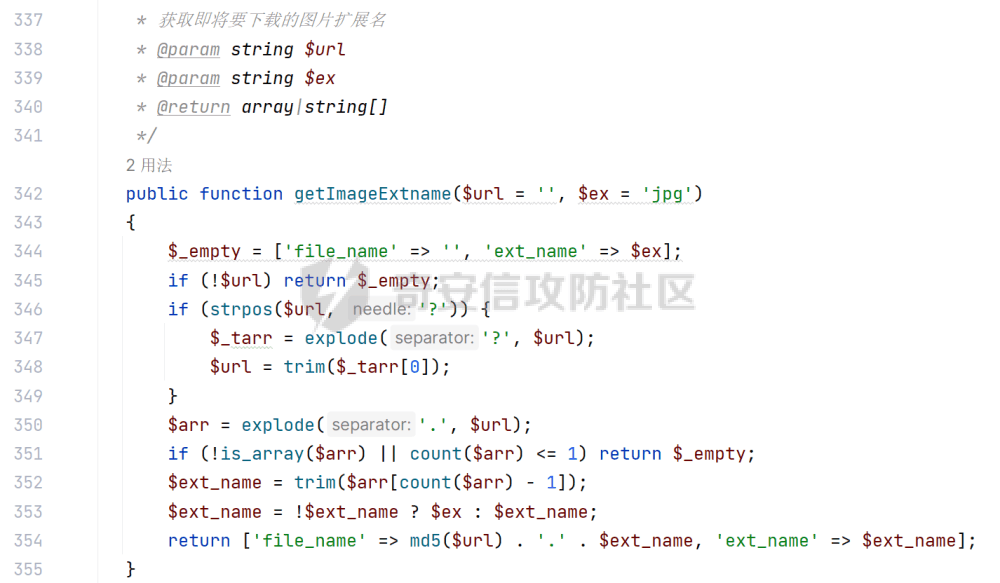 337 * 获取即将要下载的图片扩展名
338 * @param string $url
339 * @param string $ex
340 * @return array|string[]
341 */
2 用法
342 public function getImageExtname($url = '', $ex = 'jpg')
343 {
344 $_empty = ['file_name' => '', 'ext_name' => $ex];
345 if (!$url) return $_empty;
346 if (strpos($url, needle: '?')) {
347 $_tarr = explode( separator: '?', $url);
348 $url = trim($_tarr[0]);
349 }
350 $arr = explode( separator: '.', $url);
351 if (!is_array($arr) || count($arr) <= 1) return $_empty;
352 $ext_name = trim($arr[count($arr) - 1]);
353 $ext_name = !$ext_name ? $ex : $ext_name;
354 return ['file_name' => md5($url) . '.' . $ext_name, 'ext_name' => $ext_name];
355 }
奇安信攻防社区